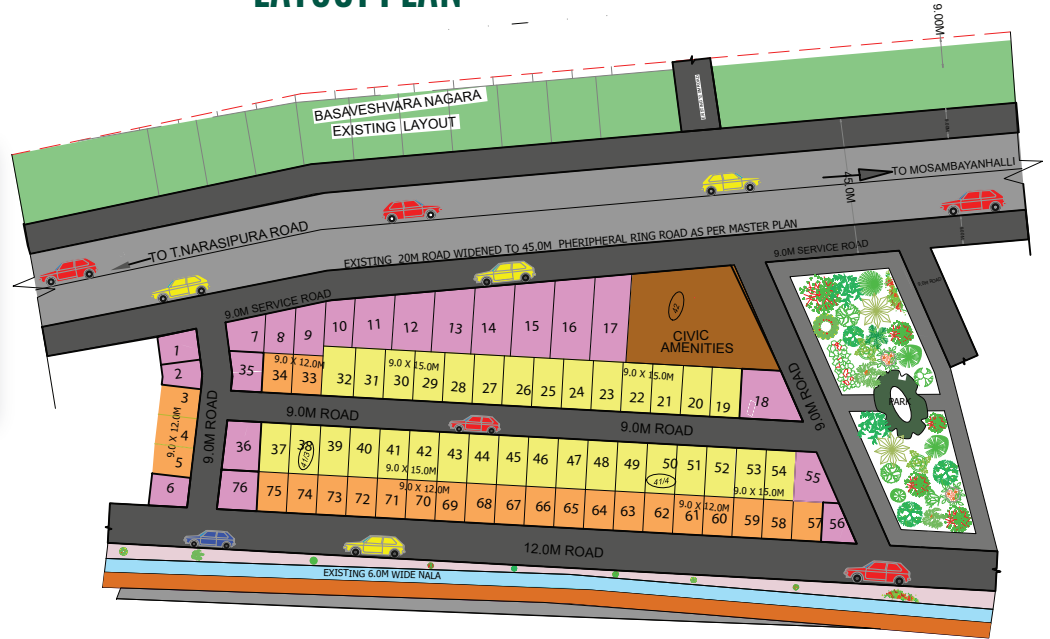 LAYOUT PLAN
9.00M
BASAVESHVARA NAGARA
EXISTING LAYOUT
TO MOSAMBAYANHALLI
45.0M
TO T.NARASIPURA ROAD
EXISTING 20M ROAD WIDENED TO 45.0M PHERIPHERAL RING ROAD AS PER MASTER PLAN
9.0M SERVICE ROAD
9.0M SERVICE ROAD
7 8 9 10 11 12 13 14 15 16 17
42
CIVIC
AMENITIES
1
2
3
4
5
6
9.0 X 12.0M
9.0M ROAD
9.0 X 12.0M
9.0 X 15.0M
9.0 X 15.0M
35 34 33 32 31 30 29 28 27 26 25 24 23 22 21 20 19 18
9.0M ROAD
9.0M ROAD
9.0M ROAD
PARK
36 37 38 39 40 41 42 43 44 45 46 47 48 49 50 51 52 53 54 55
41/4
9.0 X 15.0M
9.0 X 15.0M
9.0 X 12.0M
9.0 X 12.0M
76 75 74 73 72 71 70 69 68 67 66 65 64 63 62 61 60 59 58 57 56
12.0M ROAD
EXISTING 6.0M WIDE NALA